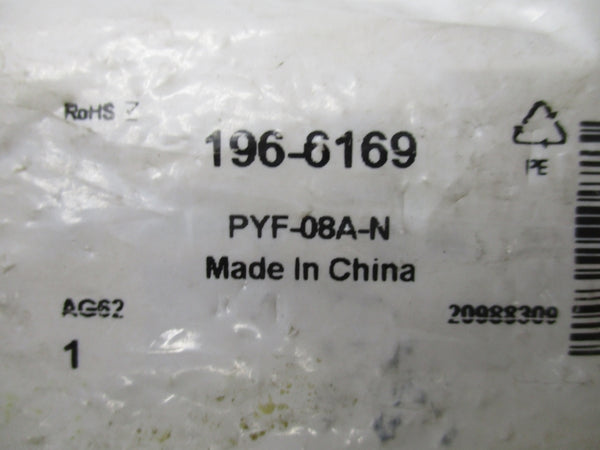 RoHS
196-6169
PE
PYF-08A-N
Made In China
AG62
20988309
1